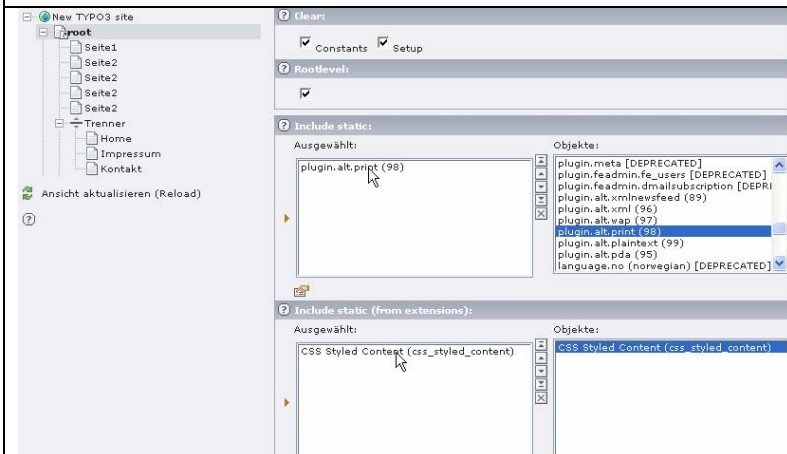 New TYPO3 site
root
Seite1
Seite2
Seite2
Seite2
Seite2
Trenner
Home
Impressum
Kontakt
Ansicht aktualisieren (Reload)
Clear:
Constants
Setup
Rootlevel:
Include static:
Ausgewählt:
plugin.alt.print (98)
Objekte:
plugin.meta [DEPRECATED]
plugin.feadmin.fe_users [DEPRECATED]
plugin.feadmin.dmailsubscription [DEPRI
plugin.alt.xmlnewsfeed (89)
plugin.alt.xml (96)
plugin.alt.wap (97)
plugin.alt.print (98)
plugin.alt.plaintext (99)
plugin.alt.pda (95)
language.no (norwegian) [DEPRECATED]
Include static (from extensions):
Ausgewählt:
CSS Styled Content (css_styled_content)
Objekte:
CSS Styled Content (css_styled_content)